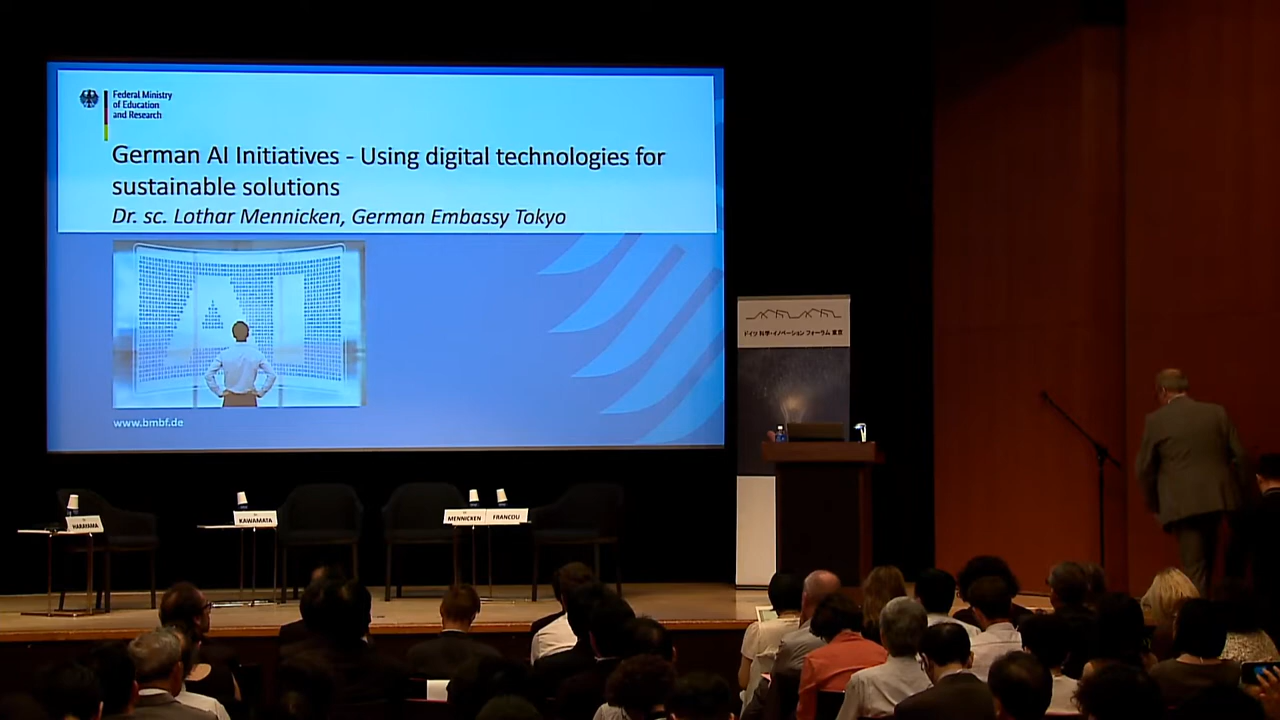 Federal Ministry
of Education
and Research
German AI Initiatives - Using digital technologies for
sustainable solutions
Dr. sc. Lothar Mennicken, German Embassy Tokyo
www.bmbf.de
ドイツ 科学・イノベーション フォーラム 東京
HARAYAMA
KAWAMATA
MENNICKEN
FRANCOU